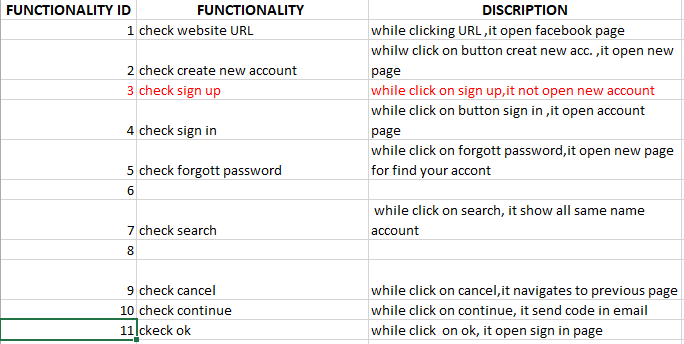 FUNCTIONALITY ID FUNCTIONALITY DISCRIPTION
1 check website URL while clicking URL ,it open facebook page
whilw click on button creat new acc. ,it open new
2 check create new account page
3 check sign up while click on sign up,it not open new account
while click on button sign in ,it open account
4 check sign in page
while click on forgott password,it open new page
5 check forgott password for find your accont
6
while click on search, it show all same name
7 check search account
8
9 check cancel while click on cancel,it navigates to previous page
10 check continue while click on continue, it send code in email
11 ckeck ok while click on ok, it open sign in page